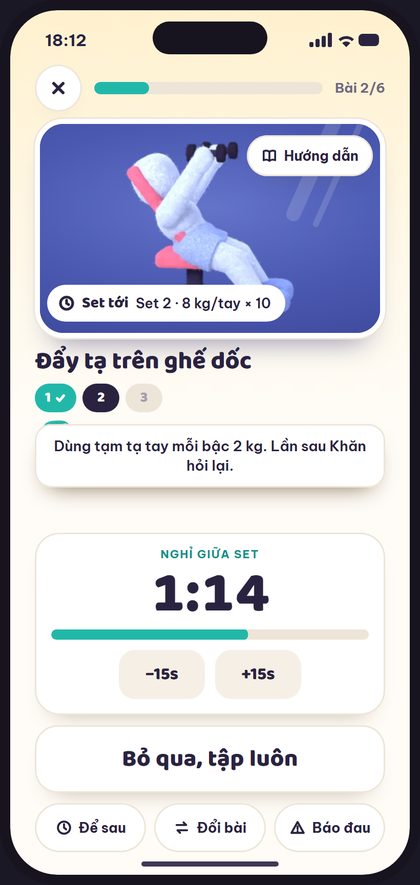 18:12
Bài 2/6
Hướng dẫn
Set tới Set 2 · 8 kg/tay × 10
Đẩy tạ trên ghế dốc
1 2 3
Dùng tạm tạ tay mỗi bậc 2 kg. Lần sau Khăn
hỏi lại.
NGHỈ GIỮA SET
1:14
−15s +15s
Bỏ qua, tập luôn
Để sau Đổi bài Báo đau